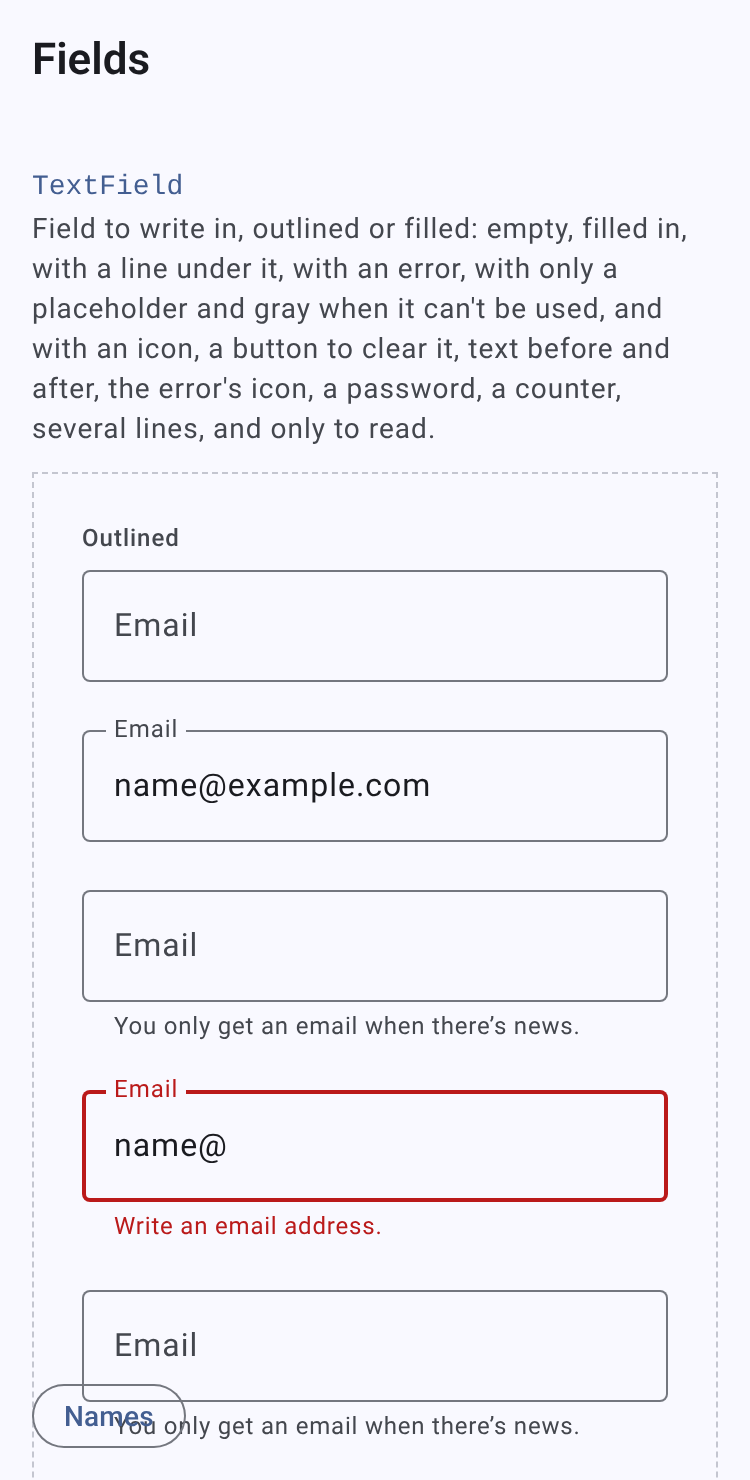 Fields
TextField
Field to write in, outlined or filled: empty, filled in,
with a line under it, with an error, with only a
placeholder and gray when it can't be used, and
with an icon, a button to clear it, text before and
after, the error's icon, a password, a counter,
several lines, and only to read.
Outlined
Email
Email
name@example.com
Email
You only get an email when there’s news.
Email
name@
Write an email address.
Email
Names
You only get an email when there’s news.